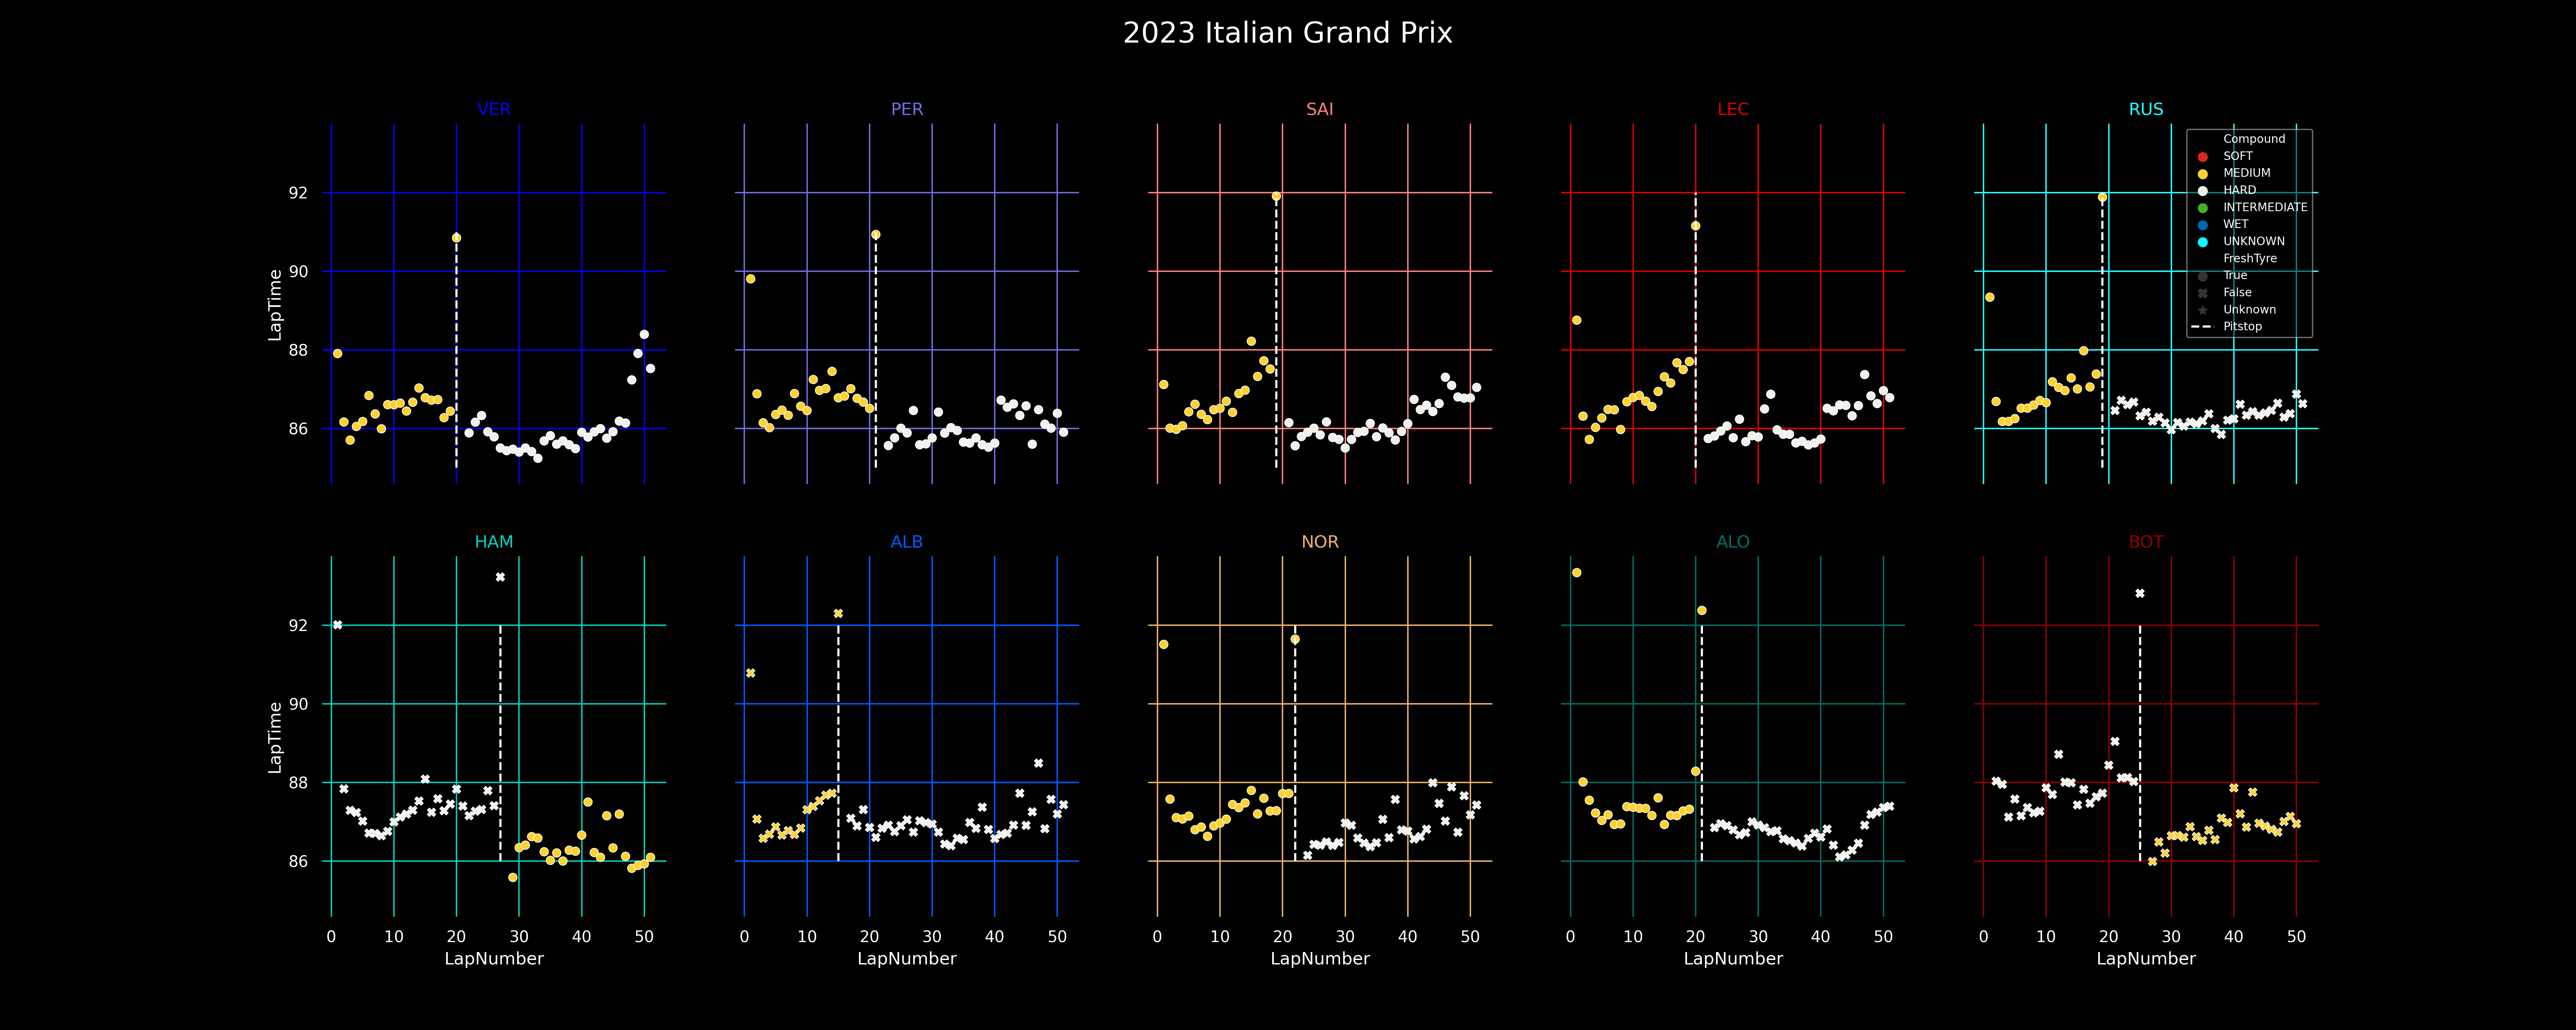 2023 Italian Grand Prix
VER
PER
SAI
LEC
RUS
LapTime
92
90
88
86
Compound
SOFT
MEDIUM
HARD
INTERMEDIATE
WET
UNKNOWN
FreshTyre
True
False
Unknown
Pitstop
HAM
ALB
NOR
ALO
BOT
LapTime
92
90
88
86
0 10 20 30 40 50
0 10 20 30 40 50
0 10 20 30 40 50
0 10 20 30 40 50
0 10 20 30 40 50
LapNumber
LapNumber
LapNumber
LapNumber
LapNumber